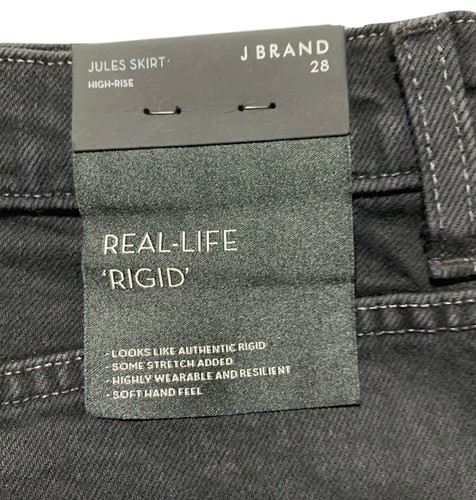 JULES SKIRT
HIGH-RISE
J BRAND
28
REAL-LIFE
'RIGID'
- LOOKS LIKE AUTHENTIC RIGID
- SOME STRETCH ADDED
- HIGHLY WEARABLE AND RESILIENT
- SOFT HAND FEEL